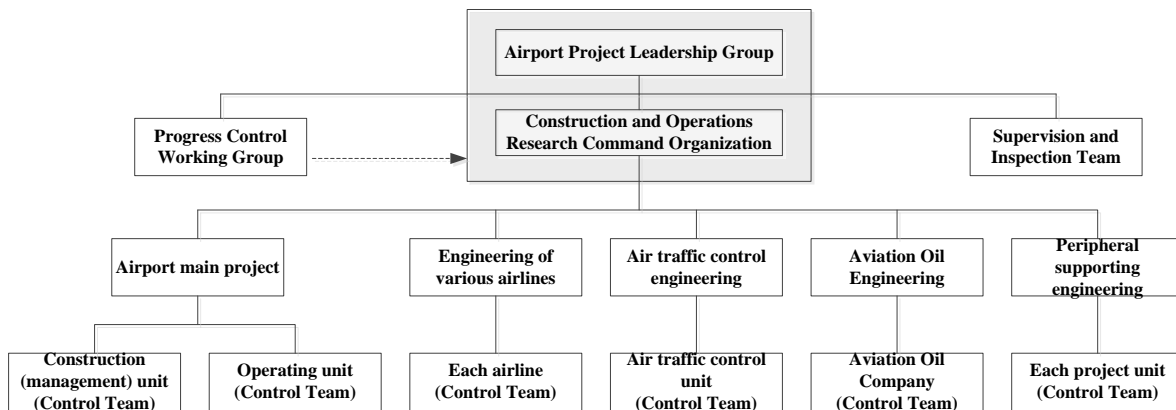 Airport Project Leadership Group
Progress Control
Working Group
Construction and Operations
Research Command Organization
Supervision and
Inspection Team
Airport main project
Engineering of
various airlines
Air traffic control
engineering
Aviation Oil
Engineering
Peripheral
supporting
engineering
Construction
(management) unit
(Control Team)
Operating unit
(Control Team)
Each airline
(Control Team)
Air traffic control
unit
(Control Team)
Aviation Oil
Company
(Control Team)
Each project unit
(Control Team)